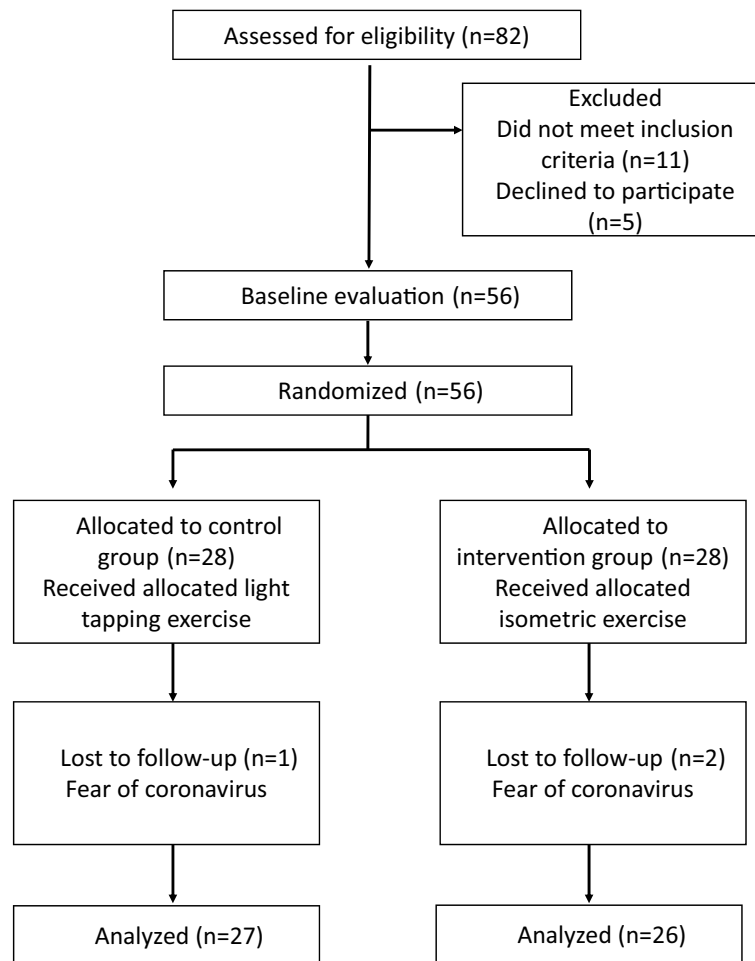 Assessed for eligibility (n=82)
Excluded
Did not meet inclusion
criteria (n=11)
Declined to participate
(n=5)
Baseline evaluation (n=56)
Randomized (n=56)
Allocated to control
group (n=28)
Received allocated light
tapping exercise
Allocated to
intervention group (n=28)
Received allocated
isometric exercise
Lost to follow-up (n=1)
Fear of coronavirus
Lost to follow-up (n=2)
Fear of coronavirus
Analyzed (n=27)
Analyzed (n=26)